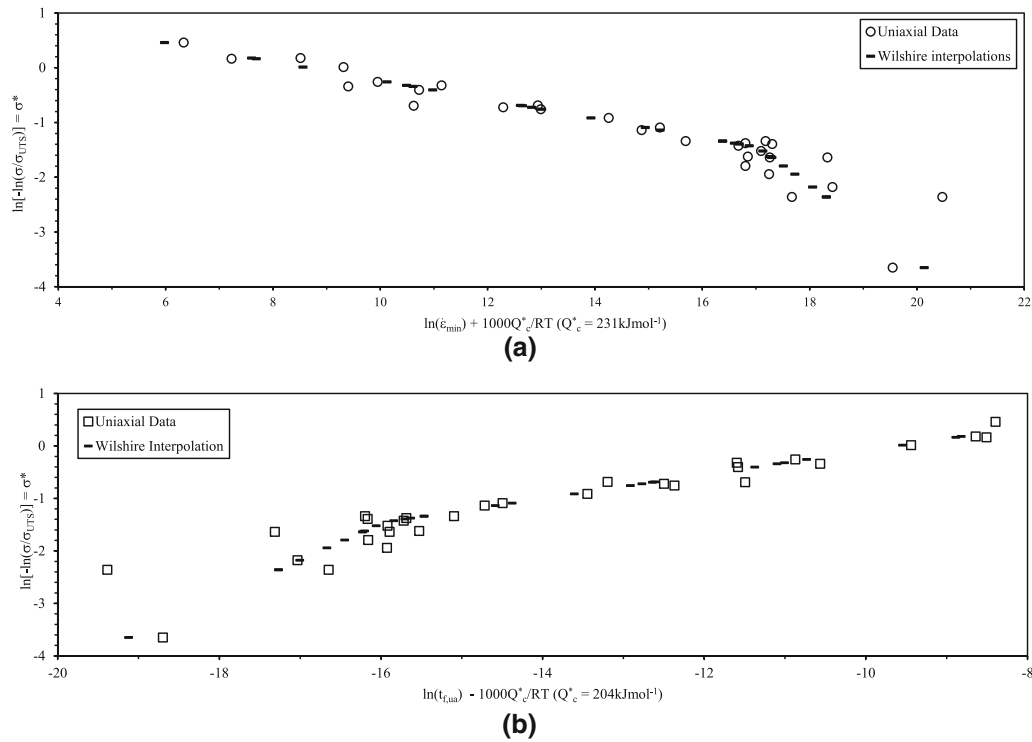 1
0
-1
-2
-3
-4
ln[-ln(σ/σUTS)] = σ*
Uniaxial Data
Wilshire interpolations
4 6 8 10 12 14 16 18 20 22
ln(ε̇min) + 1000Q*c/RT (Q*c = 231kJmol-1)
(a)
1
0
-1
-2
-3
-4
ln[-ln(σ/σUTS)] = σ*
Uniaxial Data
Wilshire Interpolation
-20 -18 -16 -14 -12 -10 -8
ln(tf,ua) - 1000Q*c/RT (Q*c = 204kJmol-1)
(b)